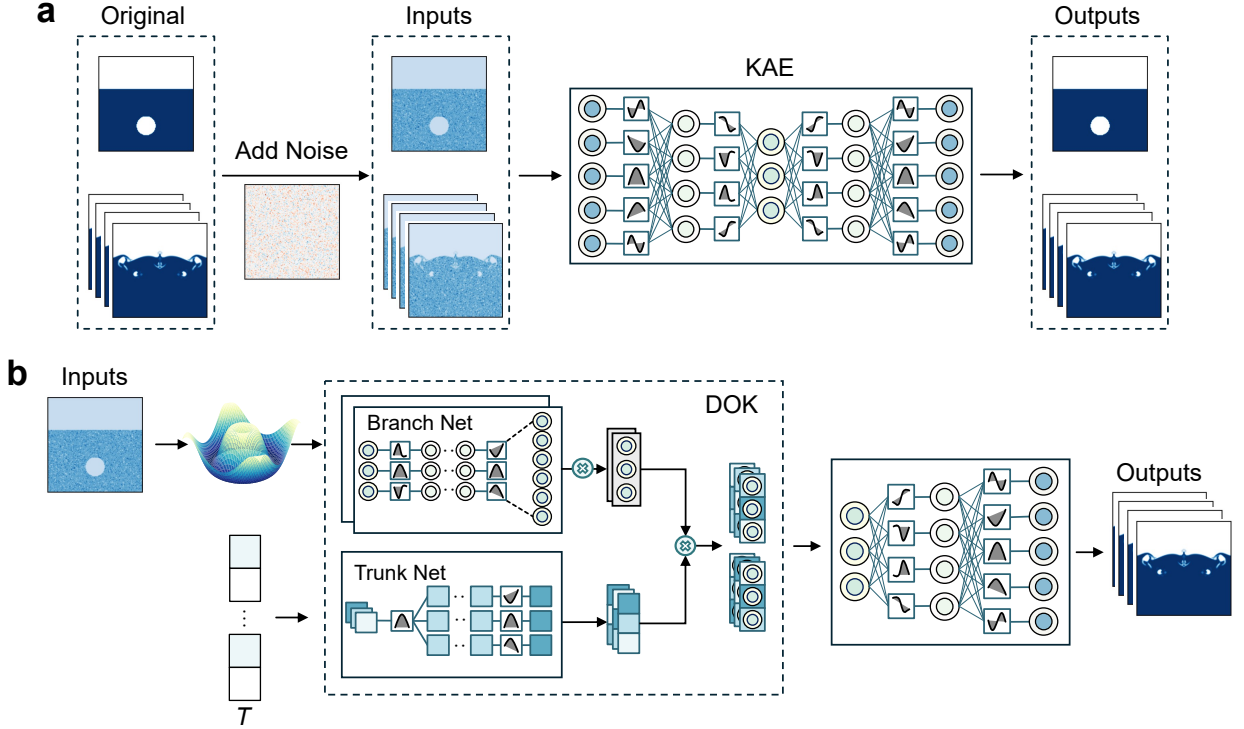 a
Original
Inputs
Outputs
KAE
Add Noise
b
Inputs
DOK
Branch Net
Outputs
Trunk Net
T